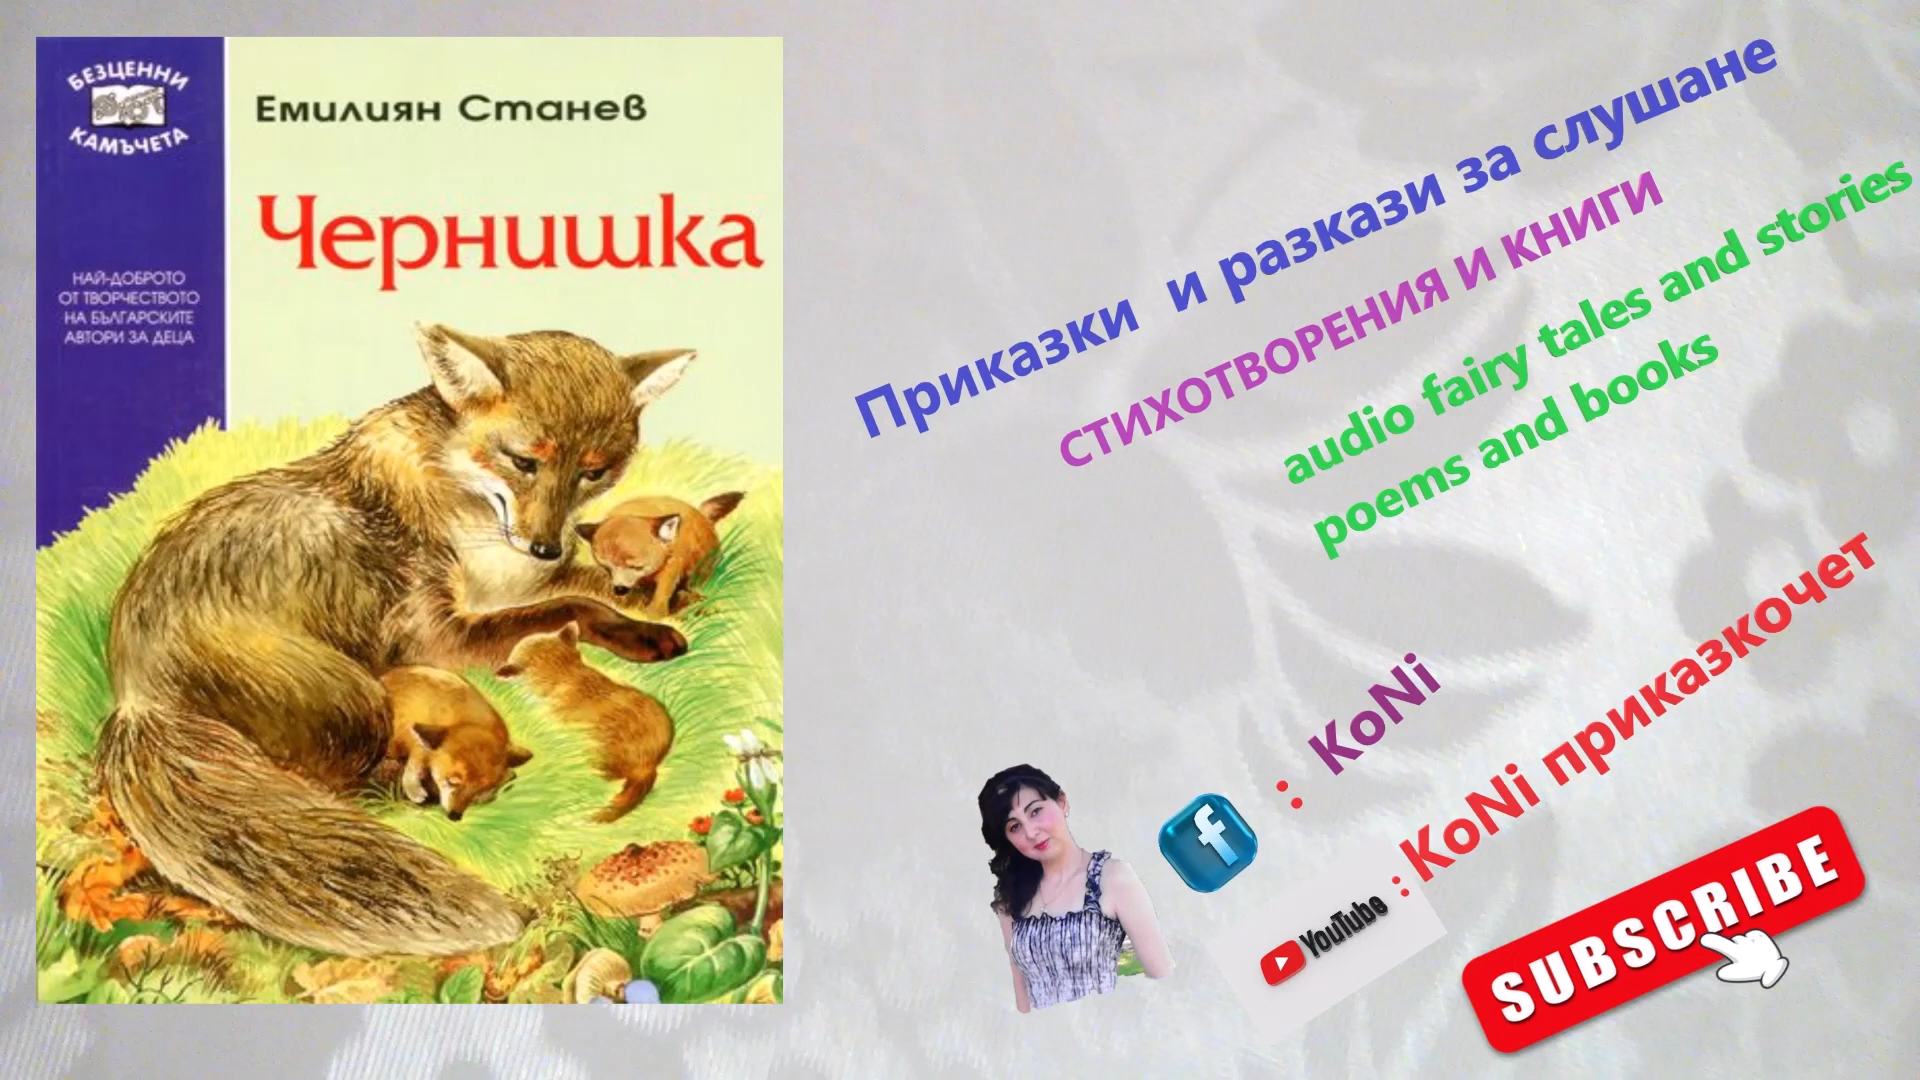 БЕЗЦЕННИ
КАМЪЧЕТА
НАЙ-ДОБРОТО
ОТ ТВОРЧЕСТВОТО
НА БЪЛГАРСКИТЕ
АВТОРИ ЗА ДЕЦА
Емилиян Станев
Чернишка
Приказки и разкази за слушане
СТИХОТВОРЕНИЯ И КНИГИ
audio fairy tales and stories
poems and books
f : KoNi
YouTube : KoNi приказкочет
SUBSCRIBE